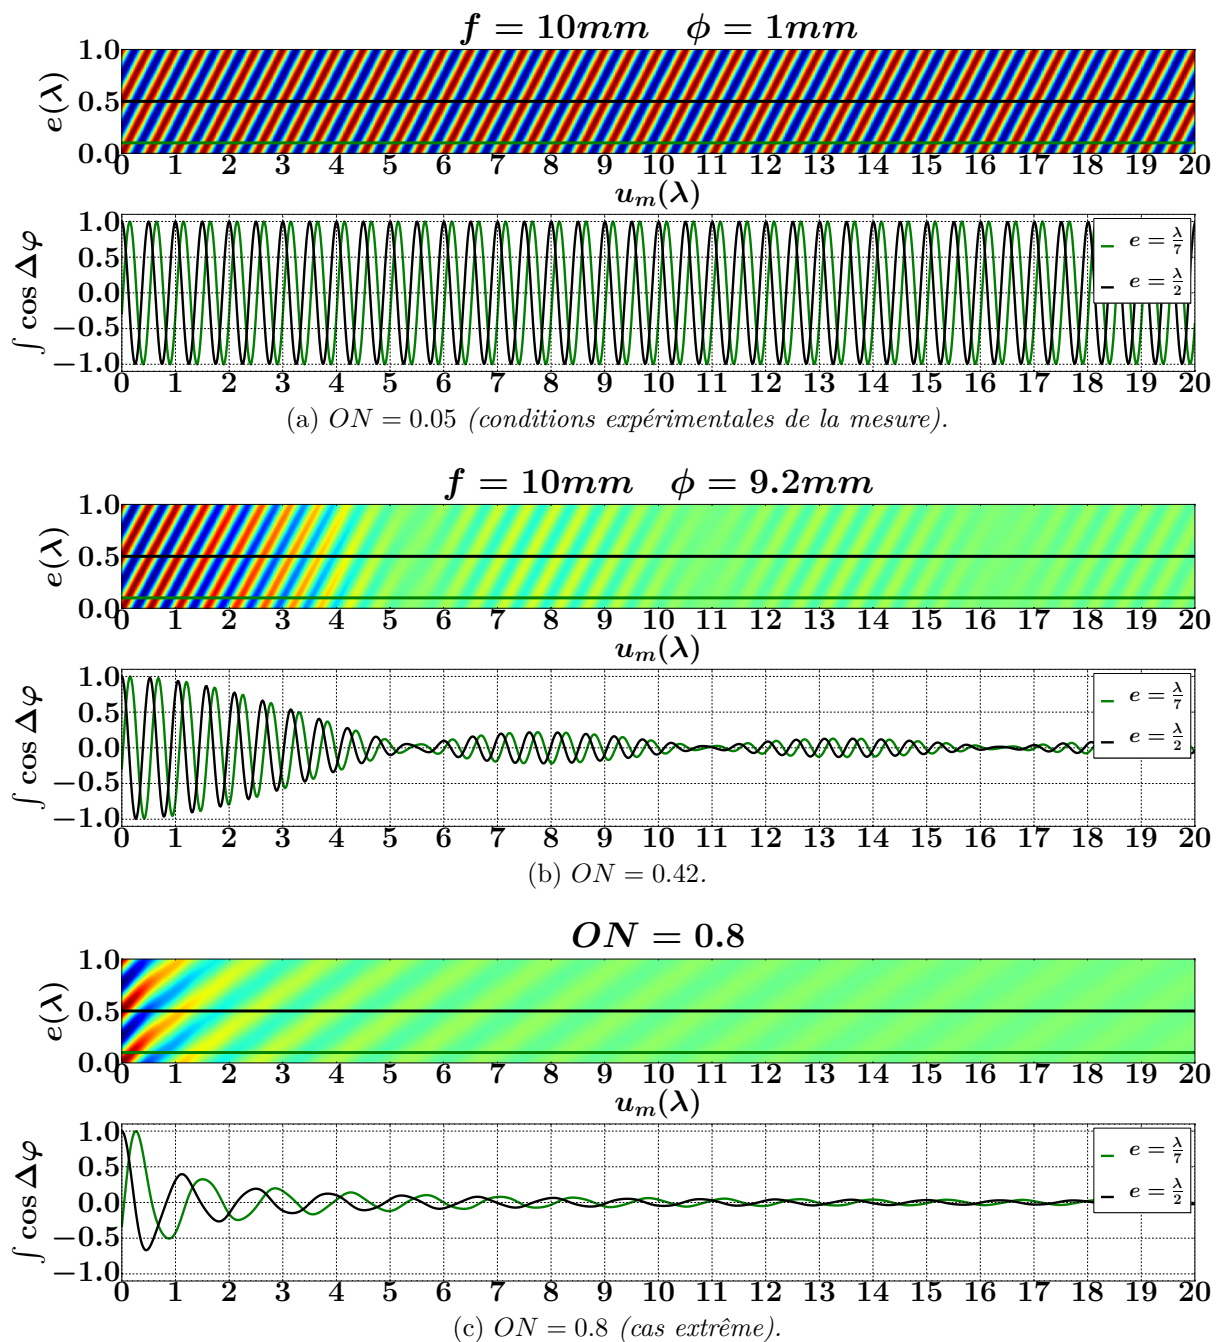 f = 10mm ϕ = 1mm
1.0
e(λ)
0.5
0.0
0 1 2 3 4 5 6 7 8 9 10 11 12 13 14 15 16 17 18 19 20
u_m(λ)
1.0
0.5
0.0
−0.5
−1.0
∫ cos Δφ
e = λ/7
e = λ/2
0 1 2 3 4 5 6 7 8 9 10 11 12 13 14 15 16 17 18 19 20
(a) ON = 0.05 (conditions expérimentales de la mesure).
f = 10mm ϕ = 9.2mm
1.0
e(λ)
0.5
0.0
0 1 2 3 4 5 6 7 8 9 10 11 12 13 14 15 16 17 18 19 20
u_m(λ)
1.0
0.5
0.0
−0.5
−1.0
∫ cos Δφ
e = λ/7
e = λ/2
0 1 2 3 4 5 6 7 8 9 10 11 12 13 14 15 16 17 18 19 20
(b) ON = 0.42.
ON = 0.8
1.0
e(λ)
0.5
0.0
0 1 2 3 4 5 6 7 8 9 10 11 12 13 14 15 16 17 18 19 20
u_m(λ)
1.0
0.5
0.0
−0.5
−1.0
∫ cos Δφ
e = λ/7
e = λ/2
0 1 2 3 4 5 6 7 8 9 10 11 12 13 14 15 16 17 18 19 20
(c) ON = 0.8 (cas extrême).